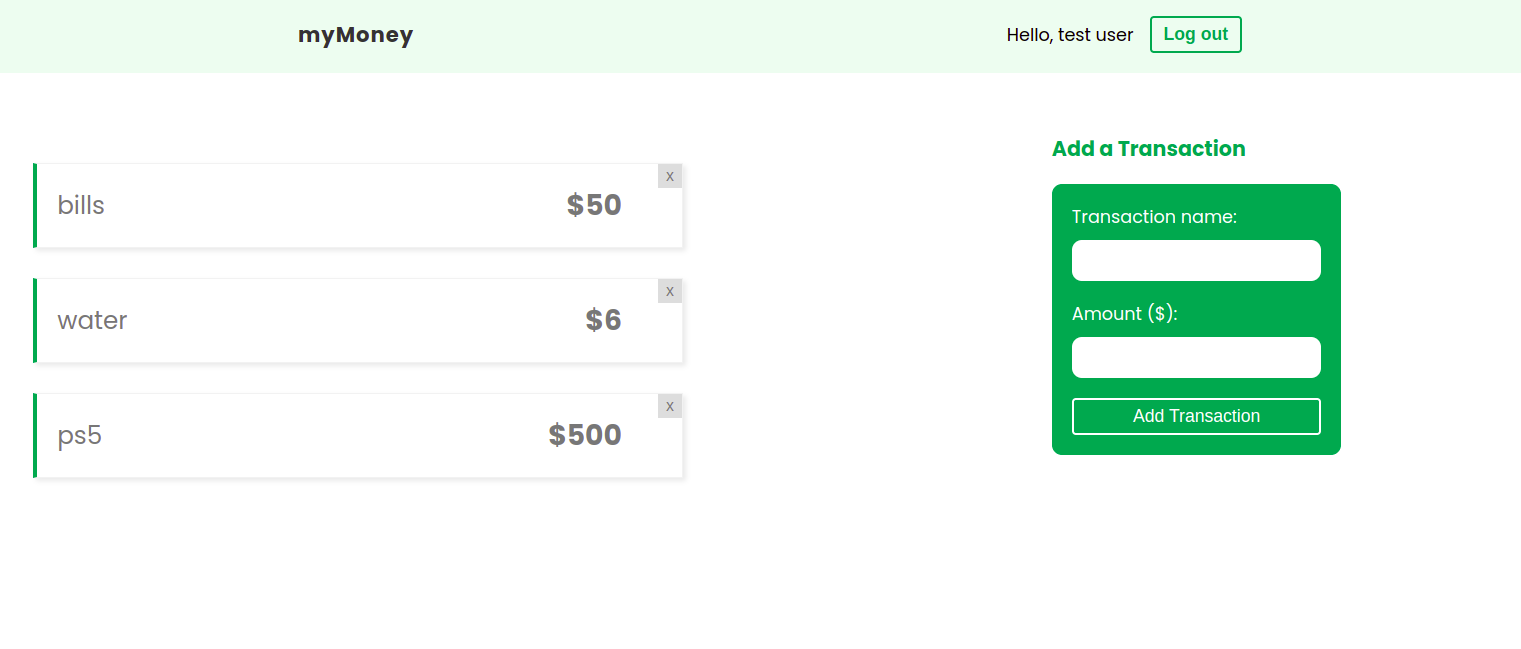 myMoney
Hello, test user
Log out
x
bills
$50
x
water
$6
x
ps5
$500
Add a Transaction
Transaction name:
Amount ($):
Add Transaction